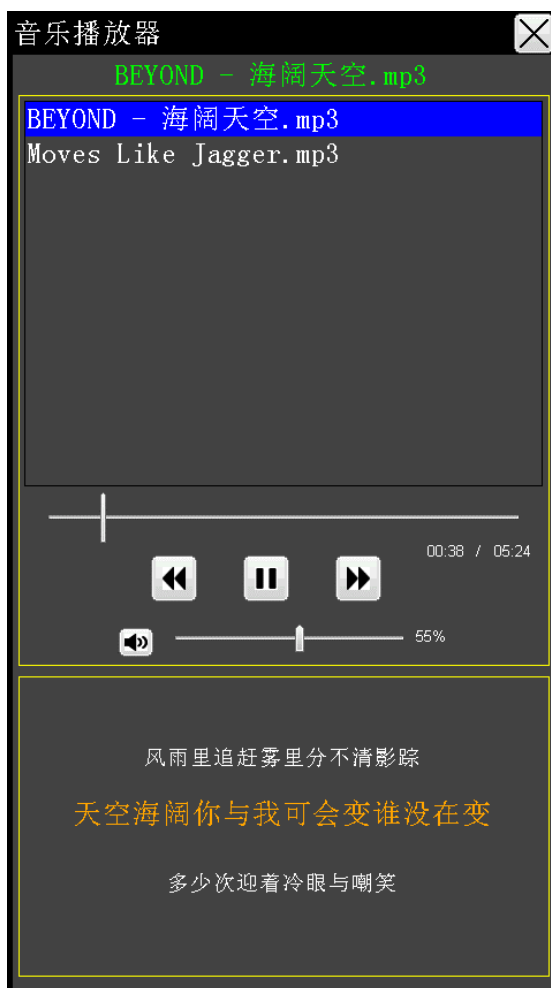 音乐播放器
BEYOND - 海阔天空.mp3
BEYOND - 海阔天空.mp3
Moves Like Jagger.mp3
00:38 / 05:24
55%
风雨里追赶雾里分不清影踪
天空海阔你与我可会变谁没在变
多少次迎着冷眼与嘲笑